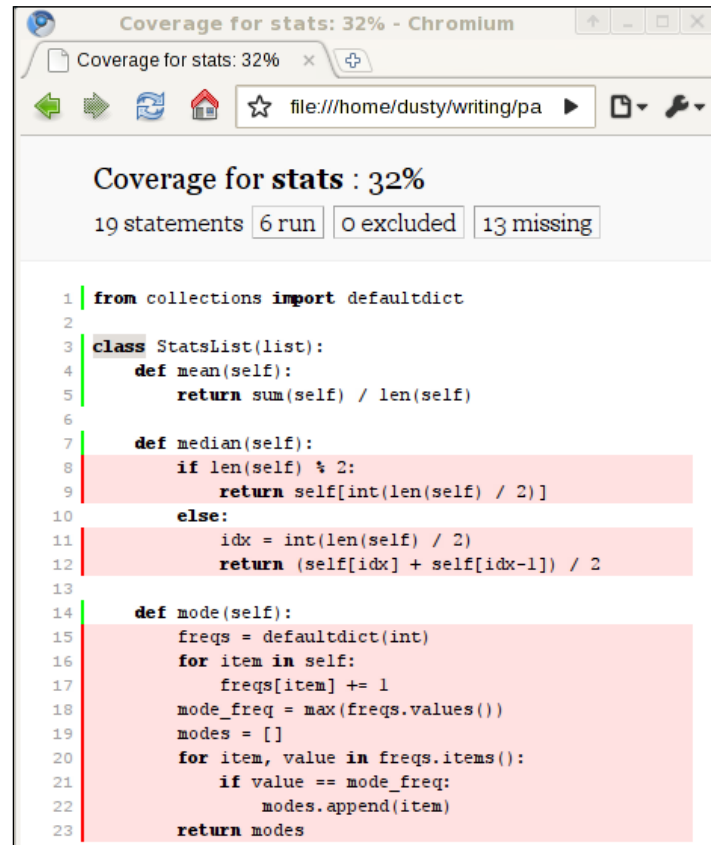 Coverage for stats: 32% - Chromium
Coverage for stats: 32%
file:///home/dusty/writing/pa
Coverage for stats : 32%
19 statements 6 run 0 excluded 13 missing
1 from collections import defaultdict
2
3 class StatsList(list):
4     def mean(self):
5         return sum(self) / len(self)
6
7     def median(self):
8         if len(self) % 2:
9             return self[int(len(self) / 2)]
10         else:
11             idx = int(len(self) / 2)
12             return (self[idx] + self[idx-1]) / 2
13
14     def mode(self):
15         freqs = defaultdict(int)
16         for item in self:
17             freqs[item] += 1
18         mode_freq = max(freqs.values())
19         modes = []
20         for item, value in freqs.items():
21             if value == mode_freq:
22                 modes.append(item)
23         return modes